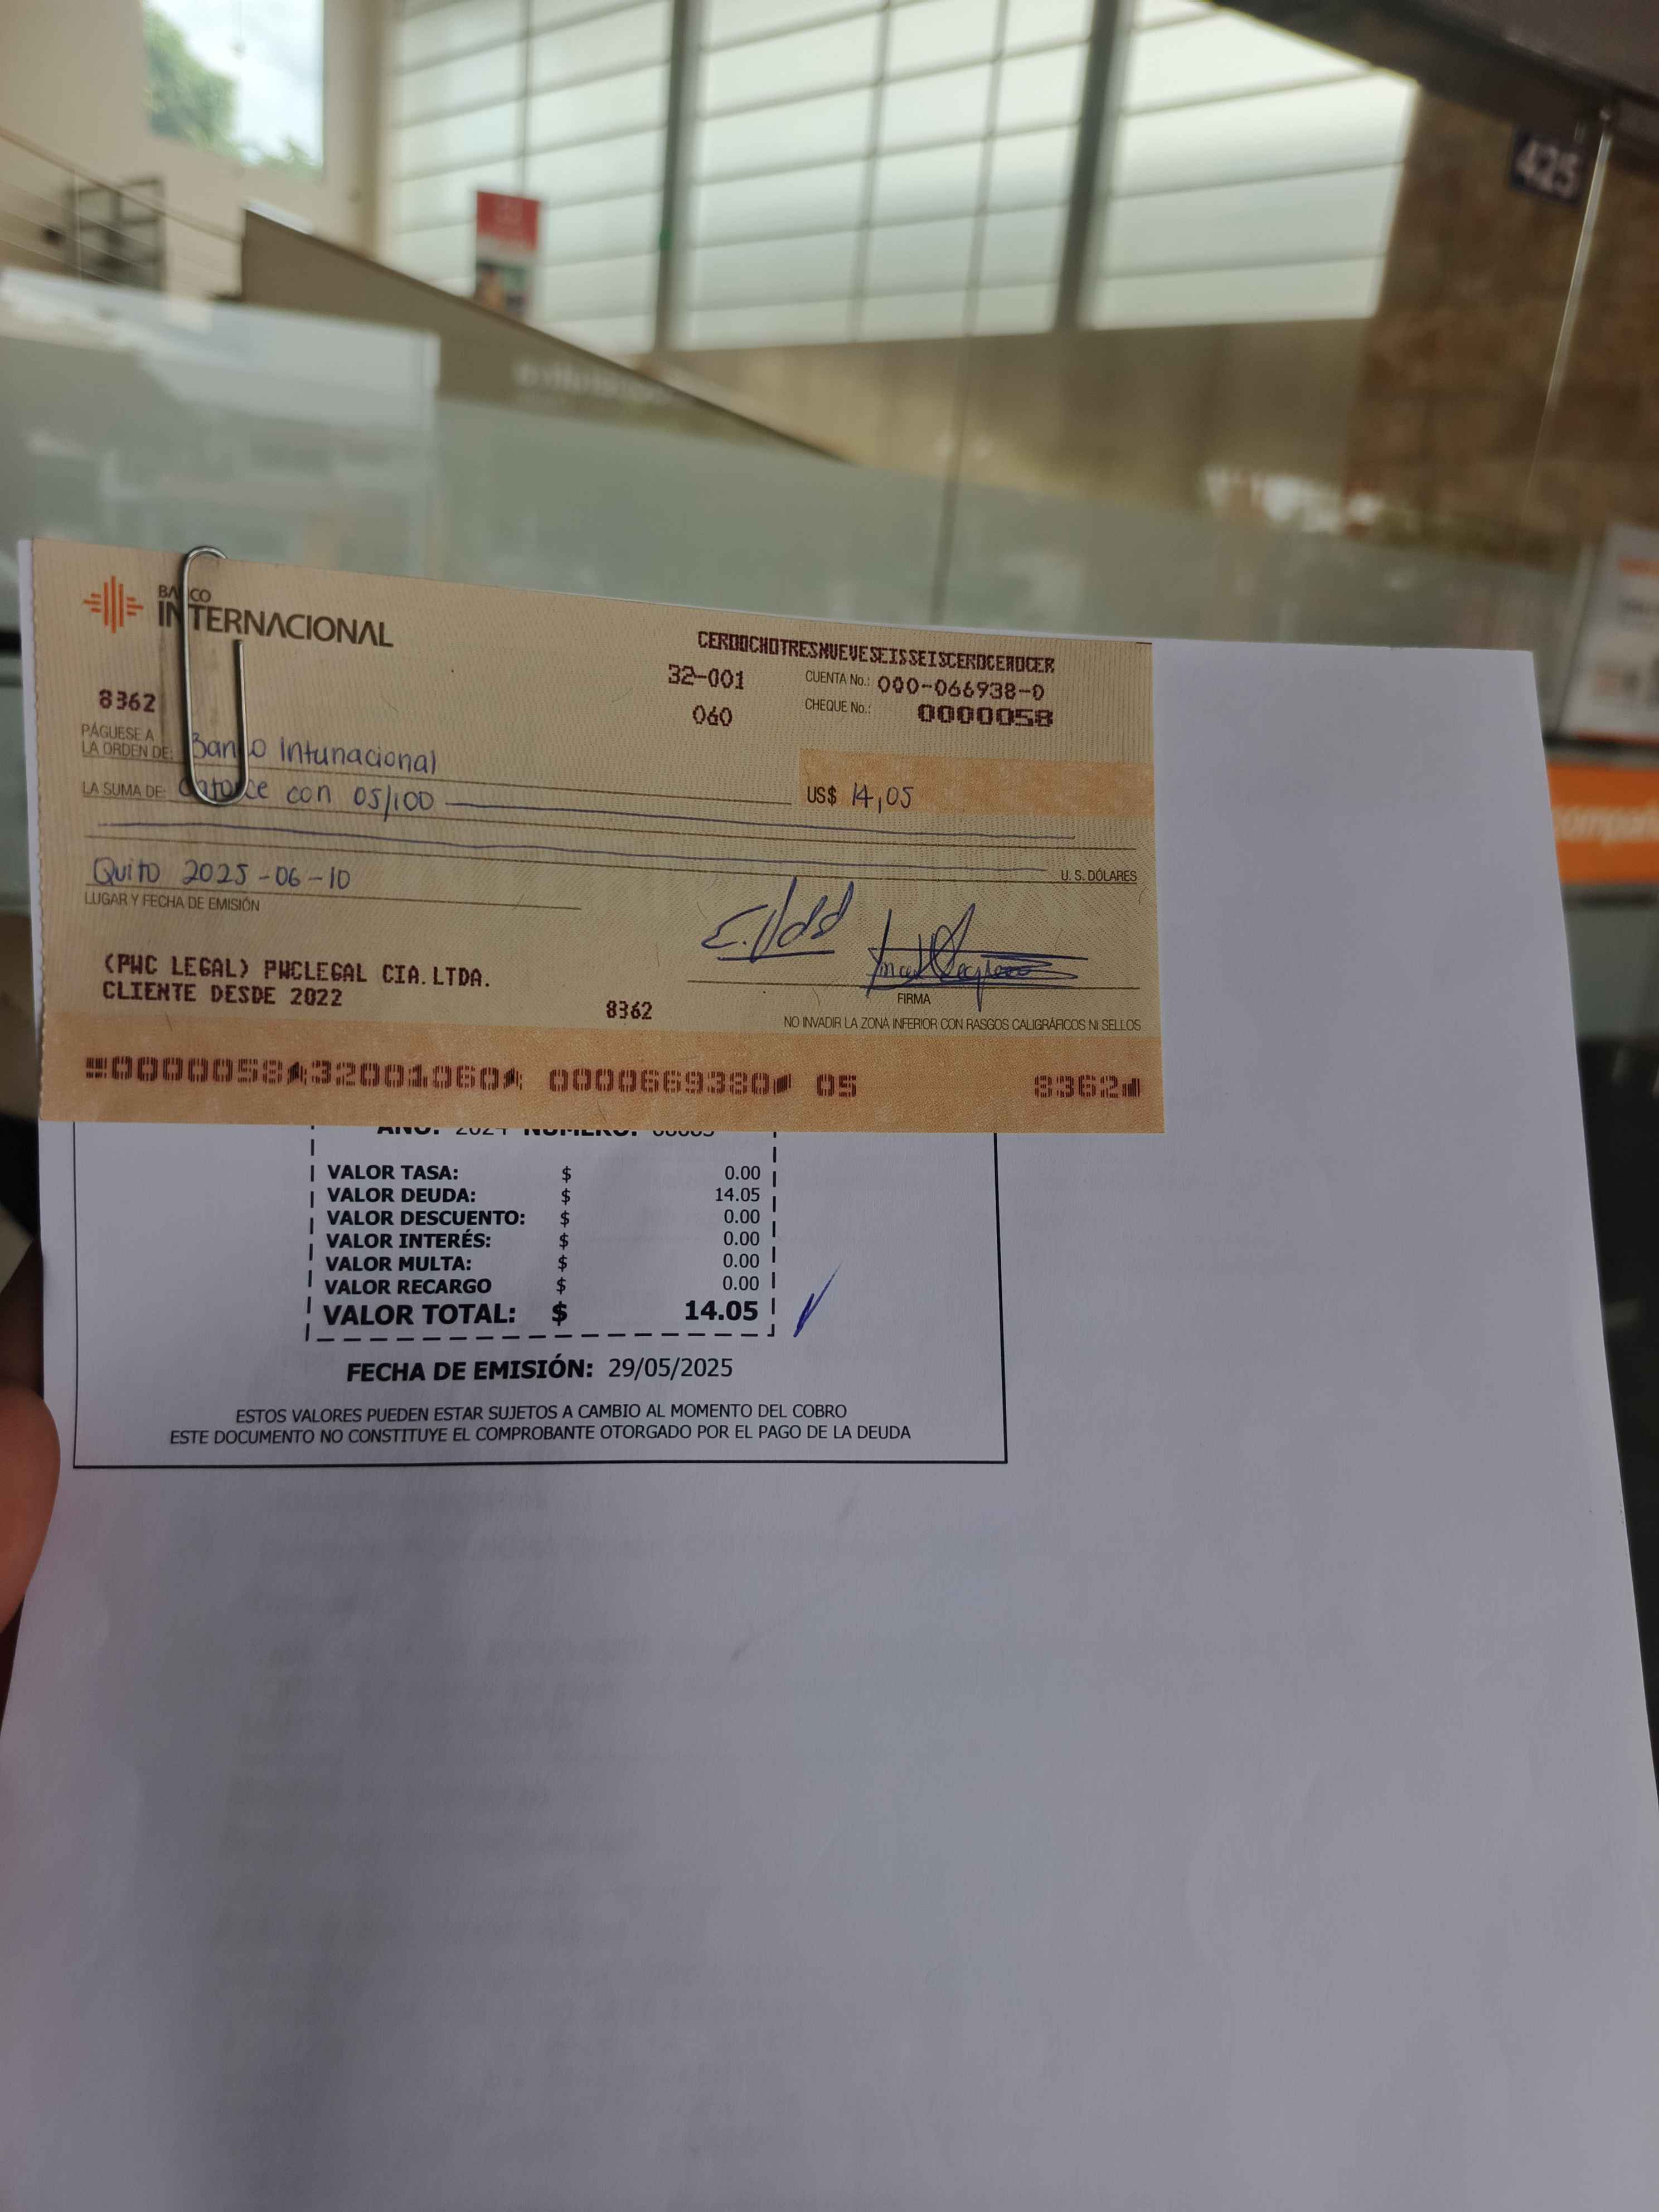 425
BANCO
INTERNACIONAL
CEROOCHOTRESNUEVESEISSEISCEROCEROCER
32-001
CUENTA No.: 000-066938-0
8362
060
CHEQUE No.: 0000058
PÁGUESE A
LA ORDEN DE: Banco Intunacional
LA SUMA DE: Catorce con 05/100
US$ 14,05
U. S. DÓLARES
Quito 2025-06-10
LUGAR Y FECHA DE EMISIÓN
(PWC LEGAL) PWCLEGAL CIA. LTDA.
CLIENTE DESDE 2022
8362
FIRMA
NO INVADIR LA ZONA INFERIOR CON RASGOS CALIGRÁFICOS NI SELLOS
0000058 32001060 0000669380 05 8362
AÑO: 2024 NÚMERO:
VALOR TASA: $ 0.00
VALOR DEUDA: $ 14.05
VALOR DESCUENTO: $ 0.00
VALOR INTERÉS: $ 0.00
VALOR MULTA: $ 0.00
VALOR RECARGO $ 0.00
VALOR TOTAL: $ 14.05
FECHA DE EMISIÓN: 29/05/2025
ESTOS VALORES PUEDEN ESTAR SUJETOS A CAMBIO AL MOMENTO DEL COBRO
ESTE DOCUMENTO NO CONSTITUYE EL COMPROBANTE OTORGADO POR EL PAGO DE LA DEUDA